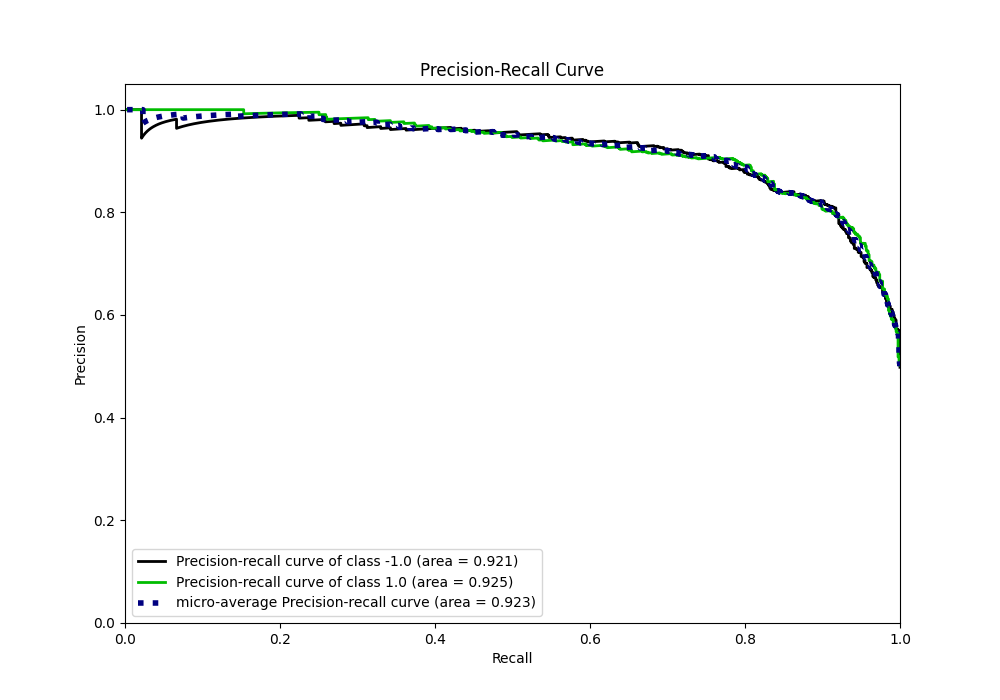 Precision-Recall Curve
1.0
0.8
0.6
0.4
0.2
0.0
Precision
Precision-recall curve of class -1.0 (area = 0.921)
Precision-recall curve of class 1.0 (area = 0.925)
micro-average Precision-recall curve (area = 0.923)
0.0 0.2 0.4 0.6 0.8 1.0
Recall